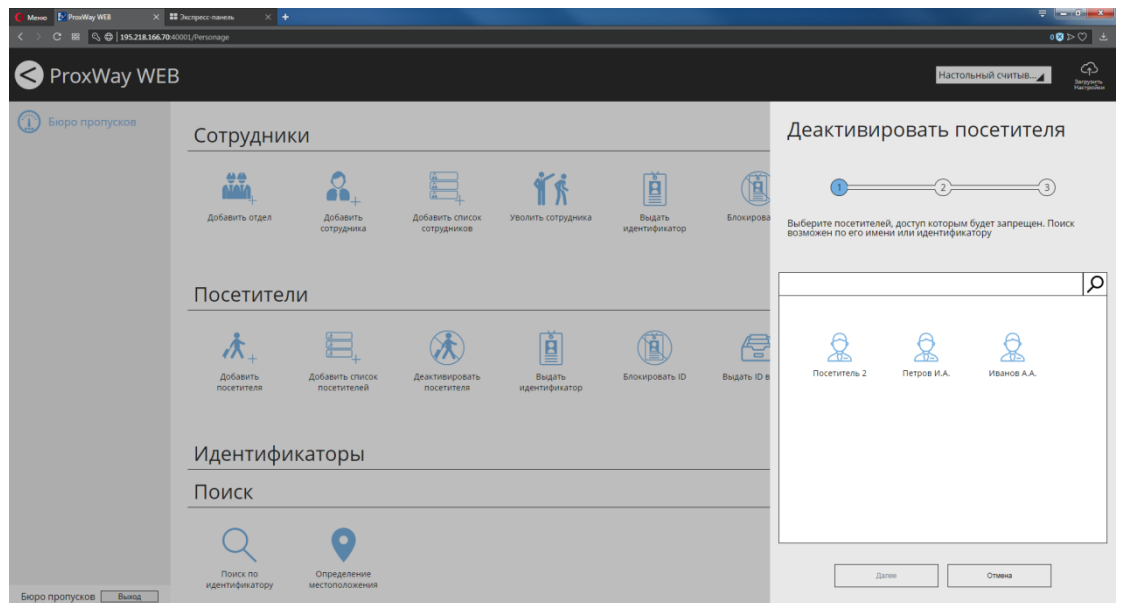 Меню
ProxWay WEB
Экспресс-панель
195.218.166.70:40001/Personage
0
ProxWay WEB
Настольный считыв...
Загрузить
Настройки
Бюро пропусков
Сотрудники
Добавить отдел
Добавить
сотрудника
Добавить список
сотрудников
Уволить сотрудника
Выдать
идентификатор
Блокирова
Посетители
Добавить
посетителя
Добавить список
посетителей
Деактивировать
посетителя
Выдать
идентификатор
Блокировать ID
Выдать ID в
Идентификаторы
Поиск
Поиск по
идентификатору
Определение
местоположения
Бюро пропусков
Выход
Деактивировать посетителя
1
2
3
Выберите посетителей, доступ которым будет запрещен. Поиск
возможен по его имени или идентификатору
Посетитель 2
Петров И.А.
Иванов А.А.
Далее
Отмена